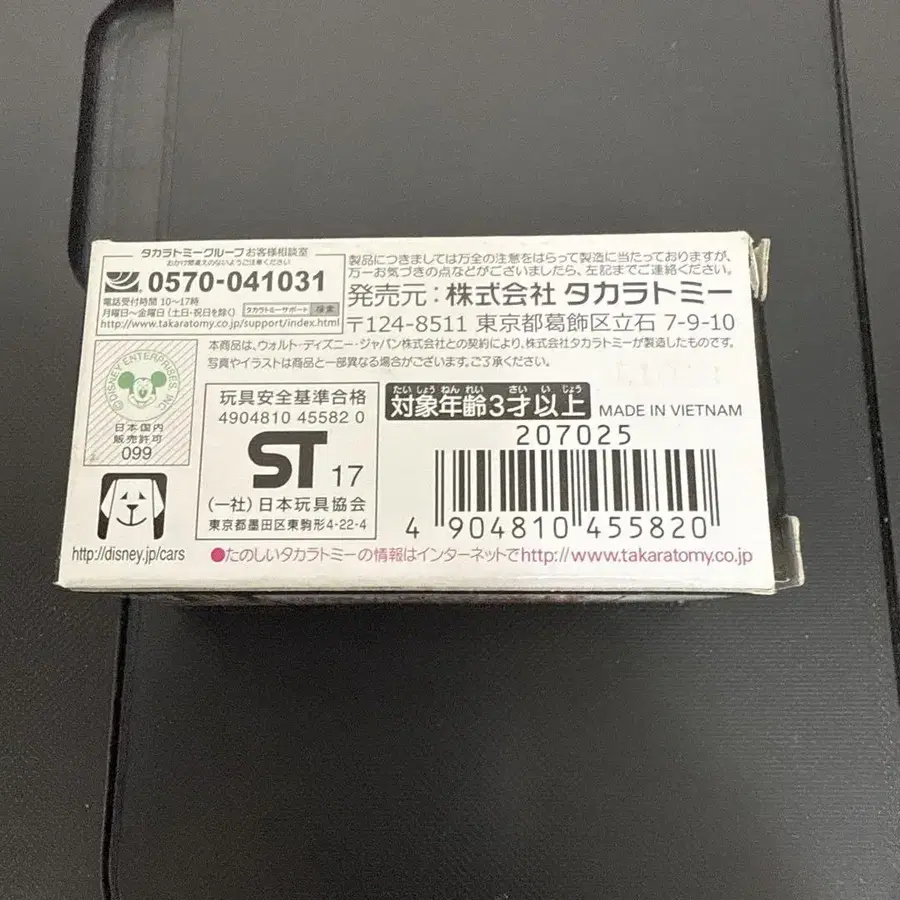 タカラトミーグループ お客様相談室
おかけ間違えのないようご注意ください
0570-041031
電話受付時間 10〜17時
月曜日〜金曜日 (土・日・祝日を除く) タカラトミーサポート 検索
http://www.takaratomy.co.jp/support/index.html
製品につきましては万全の注意をはらって製造に当たっておりますが、
万一お気づきの点などがございましたら、左記までご連絡ください。
発売元:株式会社 タカラトミー
〒124-8511 東京都葛飾区立石 7-9-10
本商品は、ウォルト・ディズニー・ジャパン株式会社との契約により、株式会社タカラトミーが製造したものです。
写真やイラストは商品と一部異なる場合がございます。ご了承ください。
©DISNEY ENTERPRISES, INC
日本国内
販売許可
099
http://disney.jp/cars
玩具安全基準合格
4904810 45582 0
ST 17
(一社)日本玩具協会
東京都墨田区東駒形4-22-4
たいしょうねんれい さいいじょう
対象年齢3才以上
MADE IN VIETNAM
207025
4 904810 455820
●たのしいタカラトミーの情報はインターネットでhttp://www.takaratomy.co.jp